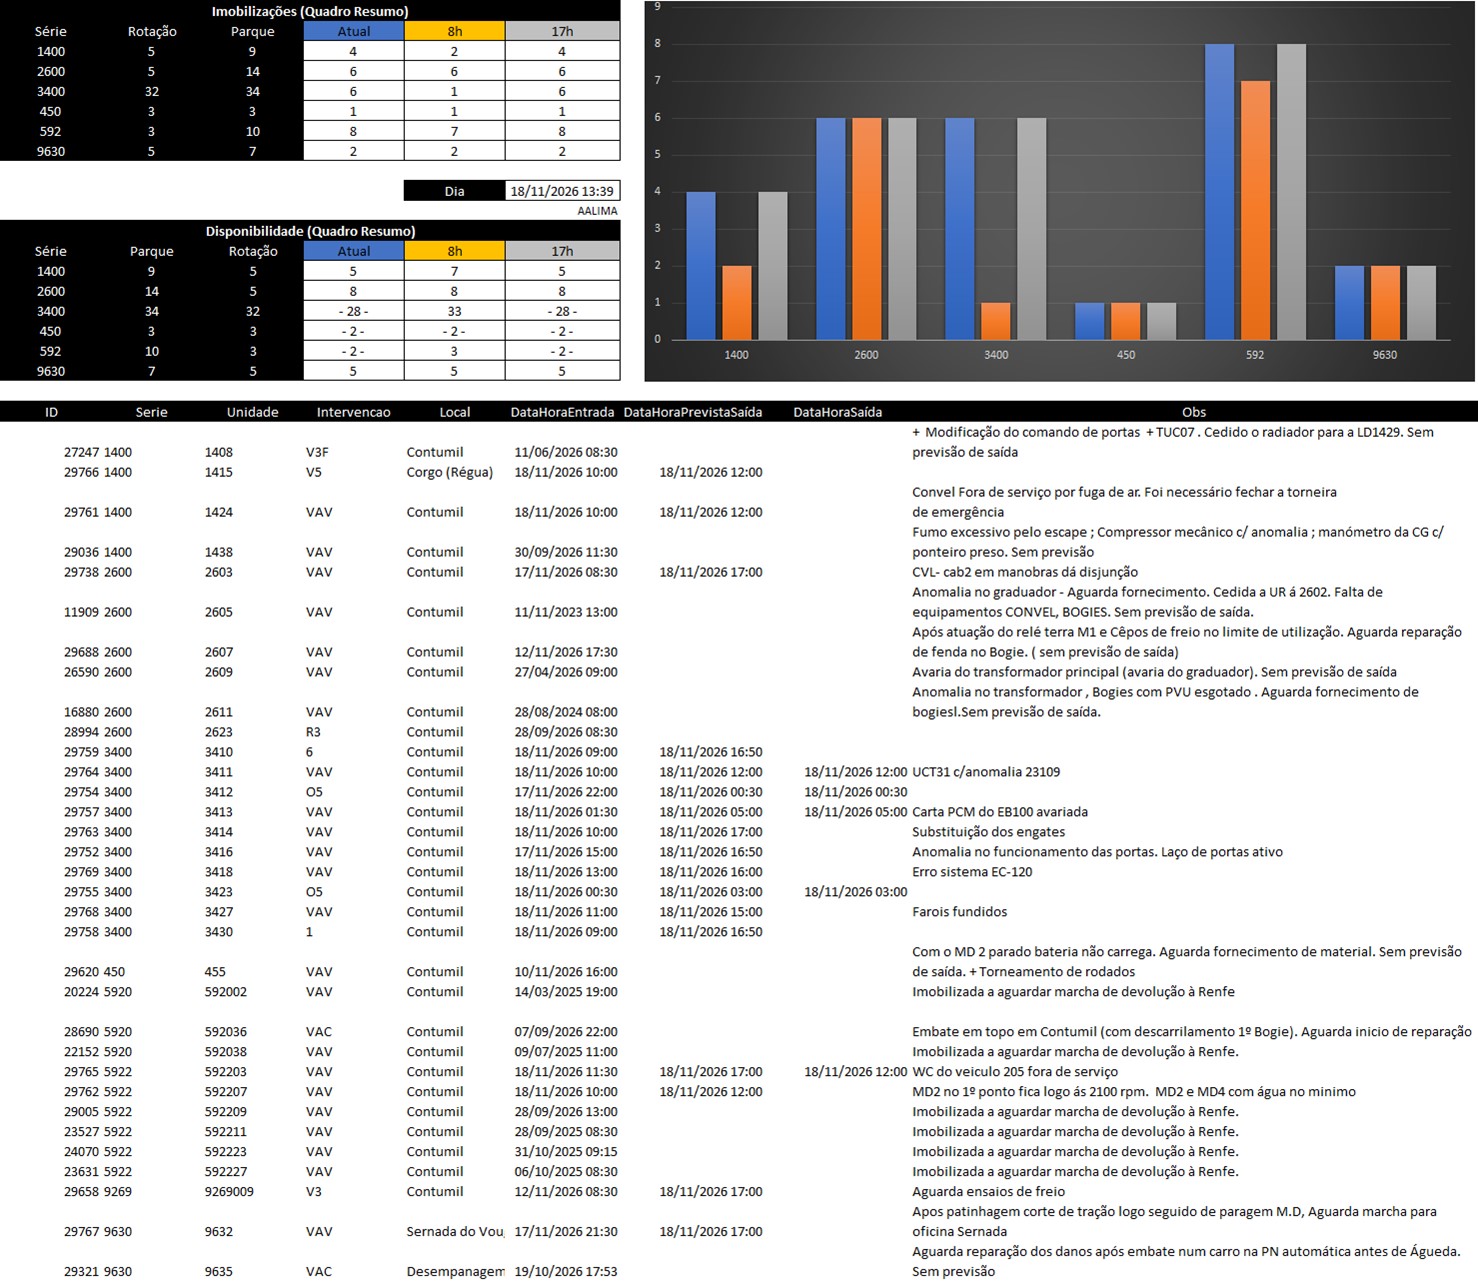 Imobilizações (Quadro Resumo)
Série Rotação Parque Atual 8h 17h
1400 5 9 4 2 4
2600 5 14 6 6 6
3400 32 34 6 1 6
450 3 3 1 1 1
592 3 10 8 7 8
9630 5 7 2 2 2
Dia 18/11/2026 13:39
AALIMA
Disponibilidade (Quadro Resumo)
Série Parque Rotação Atual 8h 17h
1400 9 5 5 7 5
2600 14 5 8 8 8
3400 34 32 - 28 - 33 - 28 -
450 3 3 - 2 - - 2 - - 2 -
592 10 3 - 2 - 3 - 2 -
9630 7 5 5 5 5
9
8
7
6
5
4
3
2
1
0
1400 2600 3400 450 592 9630
ID Serie Unidade Intervencao Local DataHoraEntrada DataHoraPrevistaSaída DataHoraSaída Obs
+ Modificação do comando de portas + TUC07 . Cedido o radiador para a LD1429. Sem
27247 1400 1408 V3F Contumil 11/06/2026 08:30 previsão de saída
29766 1400 1415 V5 Corgo (Régua) 18/11/2026 10:00 18/11/2026 12:00
Convel Fora de serviço por fuga de ar. Foi necessário fechar a torneira
29761 1400 1424 VAV Contumil 18/11/2026 10:00 18/11/2026 12:00 de emergência
Fumo excessivo pelo escape ; Compressor mecânico c/ anomalia ; manómetro da CG c/
29036 1400 1438 VAV Contumil 30/09/2026 11:30 ponteiro preso. Sem previsão
29738 2600 2603 VAV Contumil 17/11/2026 08:30 18/11/2026 17:00 CVL- cab2 em manobras dá disjunção
Anomalia no graduador - Aguarda fornecimento. Cedida a UR á 2602. Falta de
11909 2600 2605 VAV Contumil 11/11/2023 13:00 equipamentos CONVEL, BOGIES. Sem previsão de saída.
Após atuação do relé terra M1 e Cêpos de freio no limite de utilização. Aguarda reparação
29688 2600 2607 VAV Contumil 12/11/2026 17:30 de fenda no Bogie. ( sem previsão de saída)
26590 2600 2609 VAV Contumil 27/04/2026 09:00 Avaria do transformador principal (avaria do graduador). Sem previsão de saída
Anomalia no transformador , Bogies com PVU esgotado . Aguarda fornecimento de
16880 2600 2611 VAV Contumil 28/08/2024 08:00 bogiesl.Sem previsão de saída.
28994 2600 2623 R3 Contumil 28/09/2026 08:30
29759 3400 3410 6 Contumil 18/11/2026 09:00 18/11/2026 16:50
29764 3400 3411 VAV Contumil 18/11/2026 10:00 18/11/2026 12:00 18/11/2026 12:00 UCT31 c/anomalia 23109
29754 3400 3412 O5 Contumil 17/11/2026 22:00 18/11/2026 00:30 18/11/2026 00:30
29757 3400 3413 VAV Contumil 18/11/2026 01:30 18/11/2026 05:00 18/11/2026 05:00 Carta PCM do EB100 avariada
29763 3400 3414 VAV Contumil 18/11/2026 10:00 18/11/2026 17:00 Substituição dos engates
29752 3400 3416 VAV Contumil 17/11/2026 15:00 18/11/2026 16:50 Anomalia no funcionamento das portas. Laço de portas ativo
29769 3400 3418 VAV Contumil 18/11/2026 13:00 18/11/2026 16:00 Erro sistema EC-120
29755 3400 3423 O5 Contumil 18/11/2026 00:30 18/11/2026 03:00 18/11/2026 03:00
29768 3400 3427 VAV Contumil 18/11/2026 11:00 18/11/2026 15:00 Farois fundidos
29758 3400 3430 1 Contumil 18/11/2026 09:00 18/11/2026 16:50
Com o MD 2 parado bateria não carrega. Aguarda fornecimento de material. Sem previsão
29620 450 455 VAV Contumil 10/11/2026 16:00 de saída. + Torneamento de rodados
20224 5920 592002 VAV Contumil 14/03/2025 19:00 Imobilizada a aguardar marcha de devolução à Renfe
28690 5920 592036 VAC Contumil 07/09/2026 22:00 Embate em topo em Contumil (com descarrilamento 1º Bogie). Aguarda inicio de reparação
22152 5920 592038 VAV Contumil 09/07/2025 11:00 Imobilizada a aguardar marcha de devolução à Renfe.
29765 5922 592203 VAV Contumil 18/11/2026 11:30 18/11/2026 17:00 18/11/2026 12:00 WC do veiculo 205 fora de serviço
29762 5922 592207 VAV Contumil 18/11/2026 10:00 18/11/2026 12:00 MD2 no 1º ponto fica logo ás 2100 rpm. MD2 e MD4 com água no minimo
29005 5922 592209 VAV Contumil 28/09/2026 13:00 Imobilizada a aguardar marcha de devolução à Renfe.
23527 5922 592211 VAV Contumil 28/09/2025 08:30 Imobilizada a aguardar marcha de devolução à Renfe.
24070 5922 592223 VAV Contumil 31/10/2025 09:15 Imobilizada a aguardar marcha de devolução à Renfe.
23631 5922 592227 VAV Contumil 06/10/2025 08:30 Imobilizada a aguardar marcha de devolução à Renfe.
29658 9269 9269009 V3 Contumil 12/11/2026 08:30 18/11/2026 17:00 Aguarda ensaios de freio
Apos patinhagem corte de tração logo seguido de paragem M.D, Aguarda marcha para
29767 9630 9632 VAV Sernada do Vou 17/11/2026 21:30 18/11/2026 17:00 oficina Sernada
Aguarda reparação dos danos após embate num carro na PN automática antes de Águeda.
29321 9630 9635 VAC Desempanagem 19/10/2026 17:53 Sem previsão